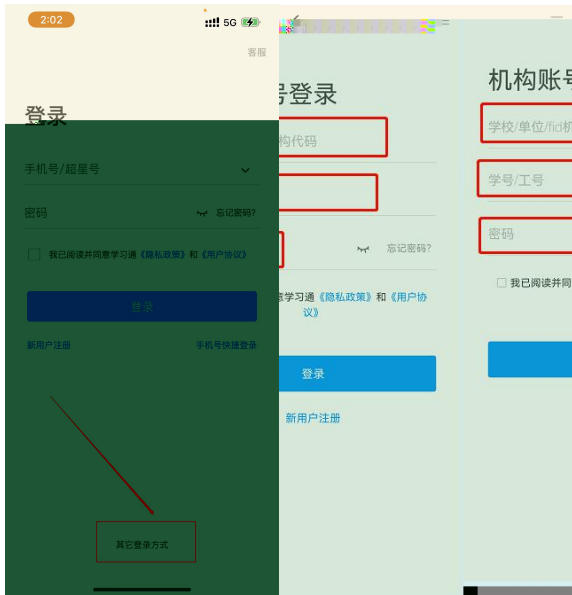 2:02
5G
客服
登录
手机号/超星号
密码
忘记密码?
我已阅读并同意学习通《隐私政策》和《用户协议》
登录
新用户注册
手机号快捷登录
其它登录方式
号登录
构代码
忘记密码?
意学习通《隐私政策》和《用户协
议》
登录
新用户注册
机构账号
学校/单位/fid机
学号/工号
密码
我已阅读并同